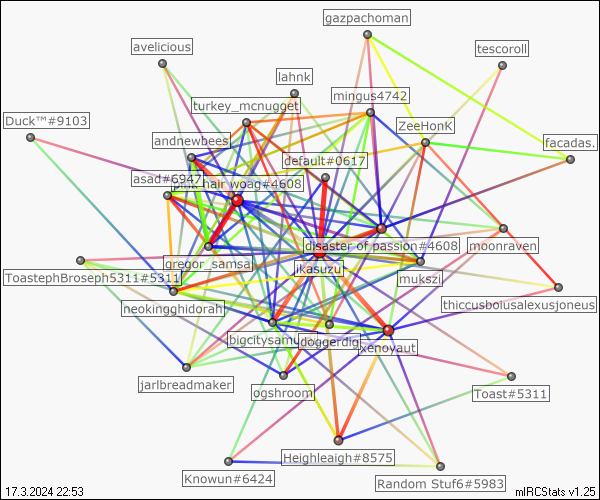 gazpachoman
avelicious
tescoroll
lahnk
mingus4742
turkey_mcnugget
Duck™#9103
ZeeHonk
andnewbees
facadas.
default#0617
asad#6947
pink hair woag#4608
disaster of passion#4608
moonraven
gregor_samsa
ikasuzu
mukszi
ToastephBroseph5311#5311
thiccusbolusalexusjoneus
neokingghidorah
bigcitysamurai
doggerdig
xenoyaut
jarlbreadmaker
ogshroom
Toast#5311
Heighleaigh#8575
Knowun#6424
Random Stuf6#5983
17.3.2024 22:53
mIRCStats v1.25